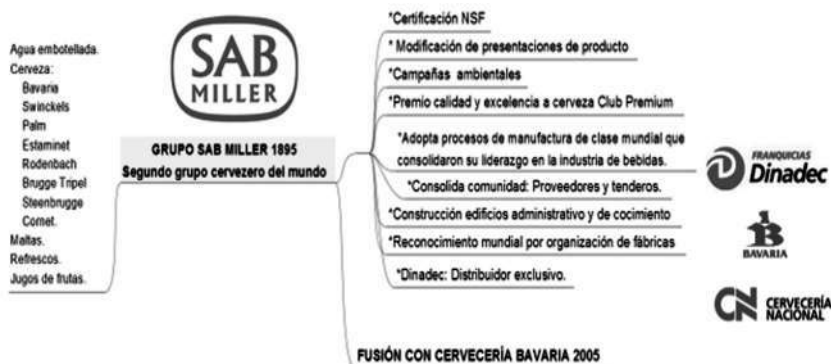 Agua embotellada.
Cerveza:
Bavaria
Swinckels
Palm
Estaminet
Rodenbach
Brugge Tripel
Steenbrugge
Cornet.
Maltas.
Refrescos.
Jugos de frutas.
SAB
MILLER
GRUPO SAB MILLER 1895
Segundo grupo cervezero del mundo
*Certificación NSF
* Modificación de presentaciones de producto
*Campañas ambientales
*Premio calidad y excelencia a cerveza Club Premium
*Adopta procesos de manufactura de clase mundial que
consolidaron su liderazgo en la industria de bebidas.
*Consolida comunidad: Proveedores y tenderos.
*Construcción edificios administrativo y de cocimiento
*Reconocimiento mundial por organización de fábricas
*Dinadec: Distribuidor exclusivo.
FUSIÓN CON CERVECERÍA BAVARIA 2005
FRANQUICIAS
Dinadec
B
BAVARIA
CN CERVECERÍA
NACIONAL